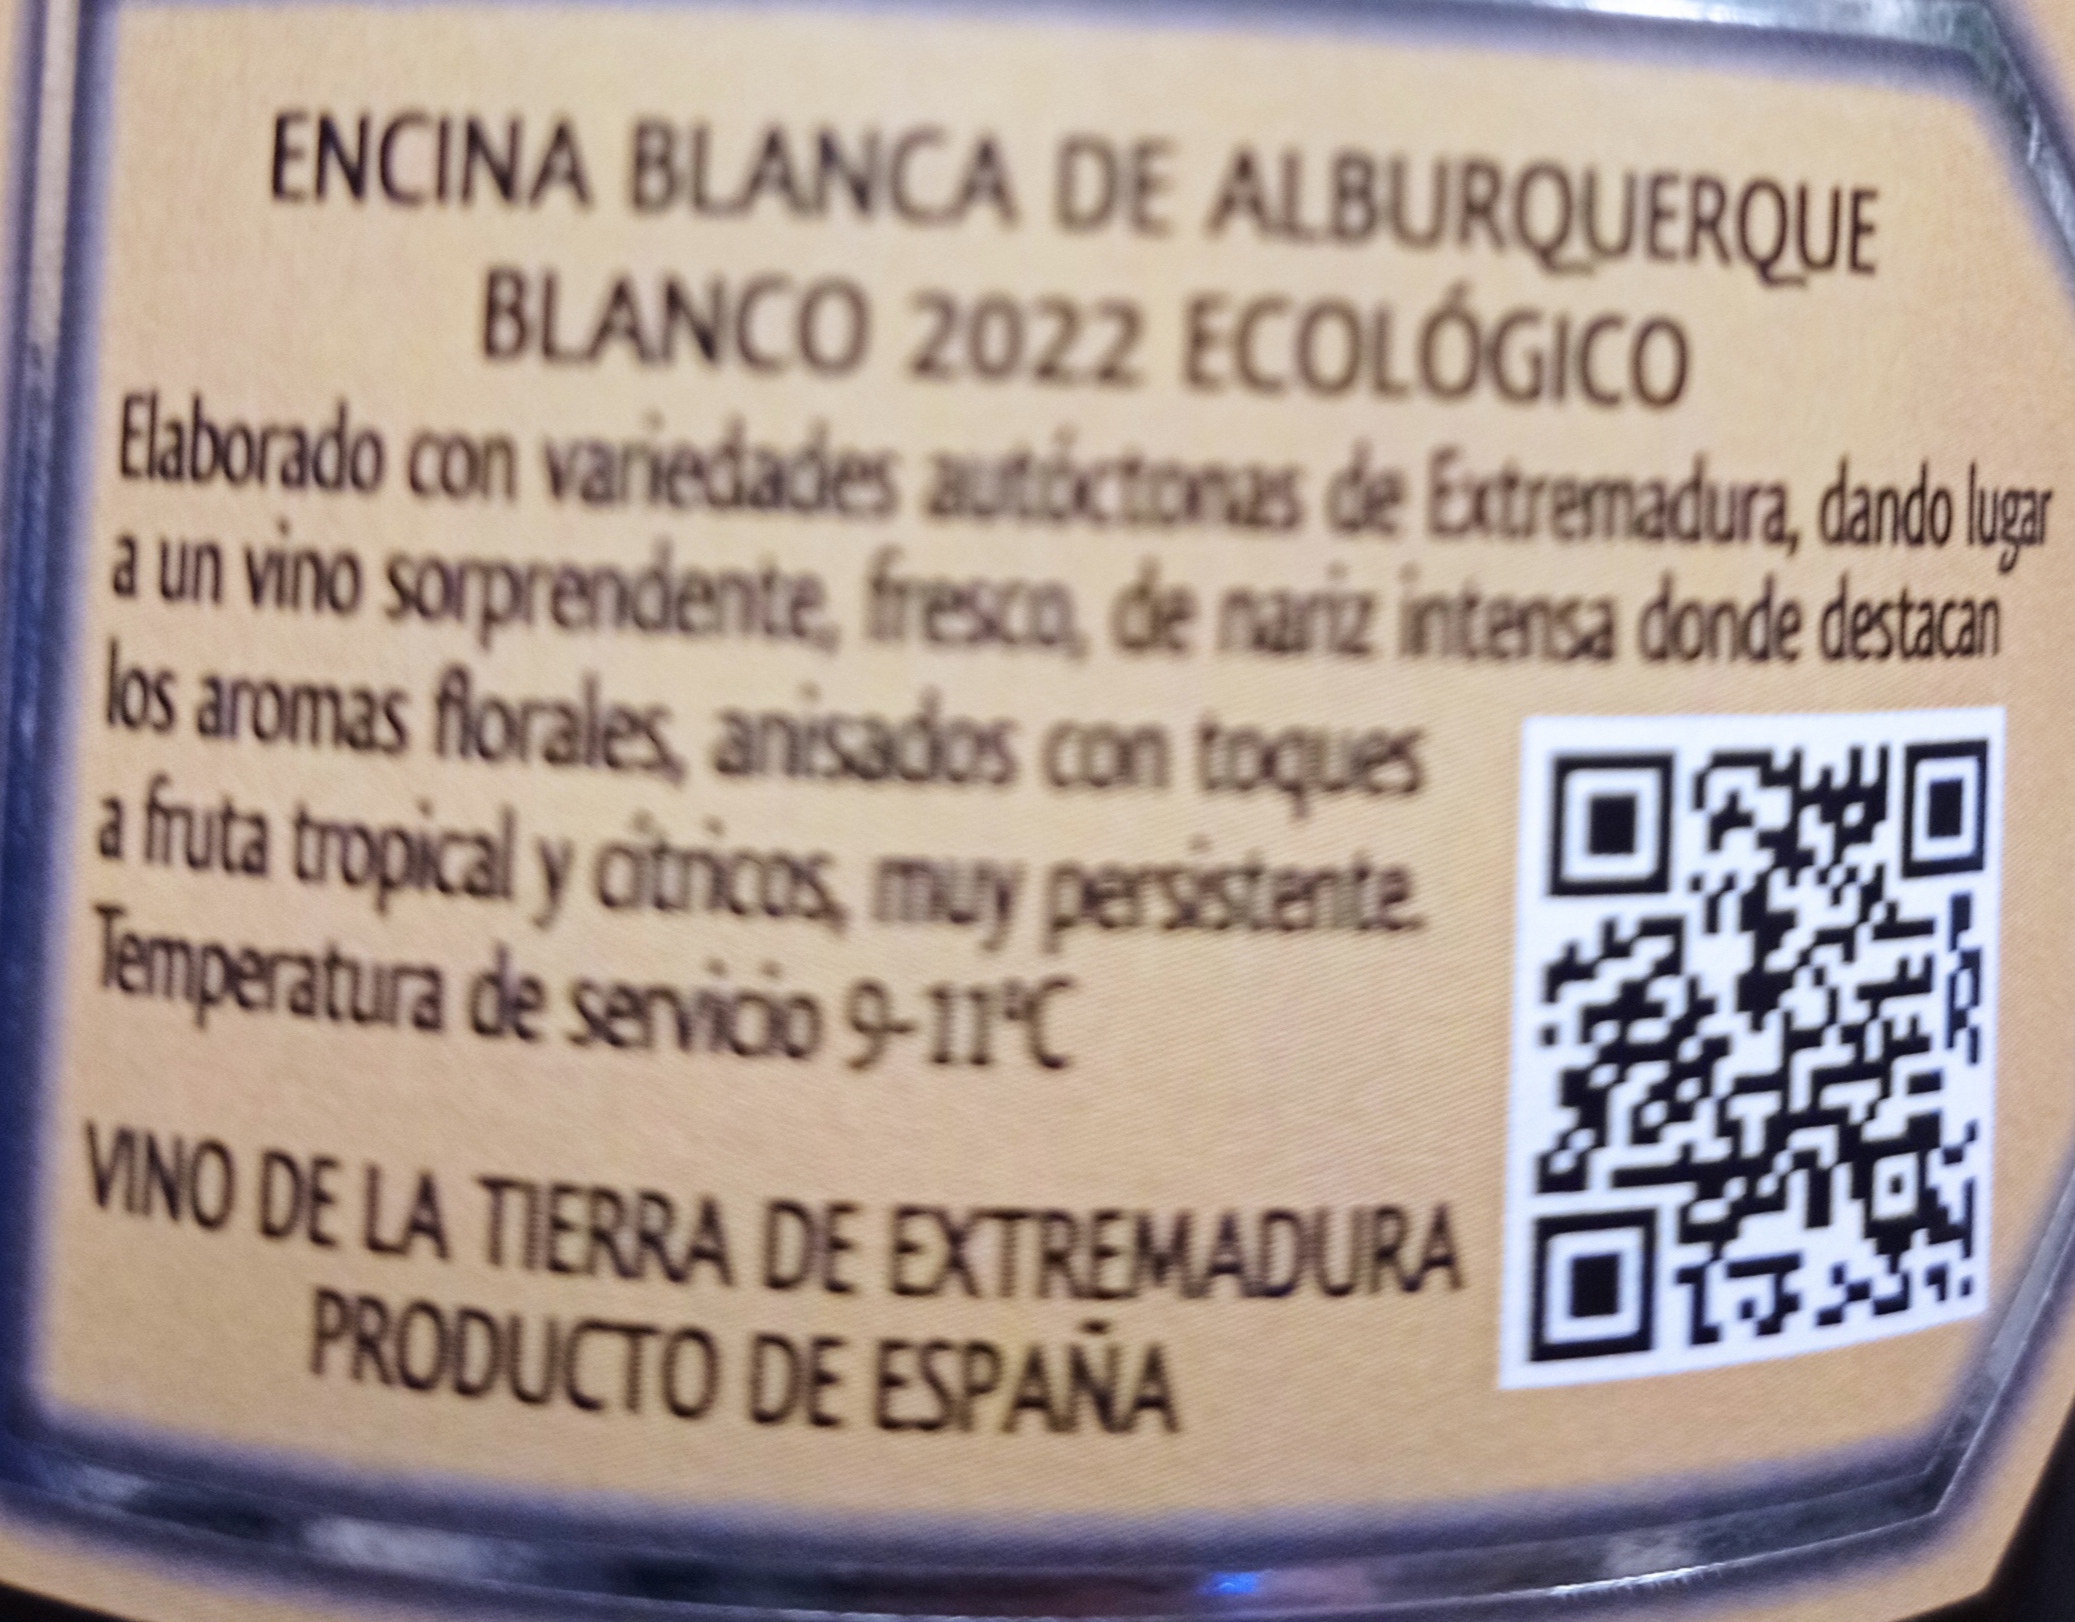 ENCINA BLANCA DE ALBURQUERQUE
BLANCO 2022 ECOLÓGICO
Elaborado con variedades autóctonas de Extremadura, dando lugar
a un vino sorprendente, fresco, de nariz intensa donde destacan
los aromas florales, anisados con toques
a fruta tropical y cítricos, muy persistente.
Temperatura de servicio 9-11ºC
VINO DE LA TIERRA DE EXTREMADURA
PRODUCTO DE ESPAÑA